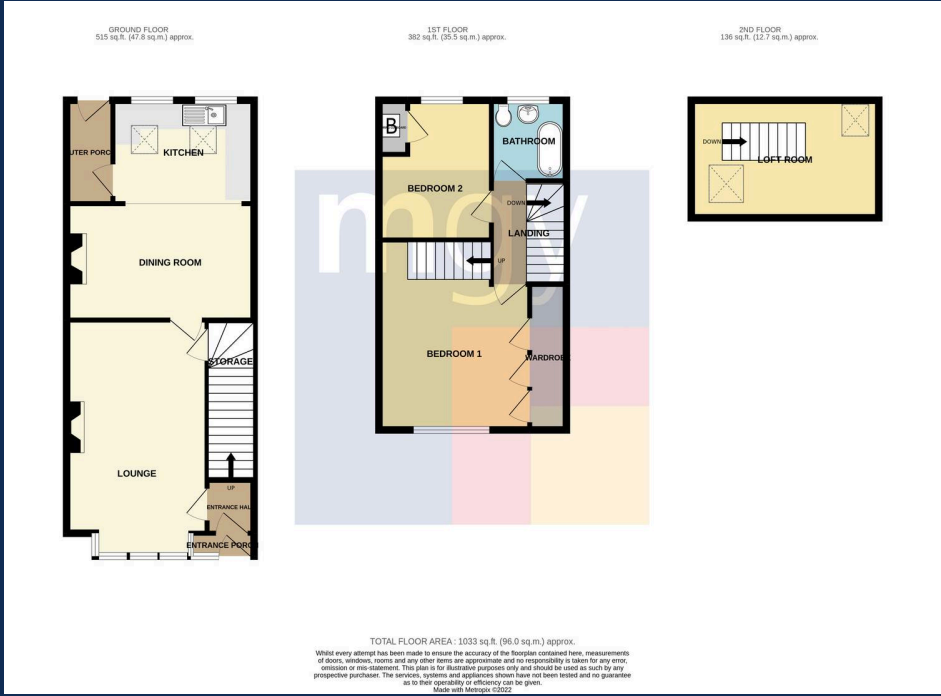 GROUND FLOOR
515 sq.ft. (47.8 sq.m.) approx.
1ST FLOOR
382 sq.ft. (35.5 sq.m.) approx.
2ND FLOOR
136 sq.ft. (12.7 sq.m.) approx.
UTER PORC
KITCHEN
DINING ROOM
STORAGE
LOUNGE
UP
ENTRANCE HALL
ENTRANCE PORCH
B
BATHROOM
BEDROOM 2
DOWN
LANDING
UP
BEDROOM 1
WARDROBE
DOWN
LOFT ROOM
mgy
TOTAL FLOOR AREA : 1033 sq.ft. (96.0 sq.m.) approx.
Whilst every attempt has been made to ensure the accuracy of the floorplan contained here, measurements
of doors, windows, rooms and any other items are approximate and no responsibility is taken for any error,
omission or mis-statement. This plan is for illustrative purposes only and should be used as such by any
prospective purchaser. The services, systems and appliances shown have not been tested and no guarantee
as to their operability or efficiency can be given.
Made with Metropix ©2022